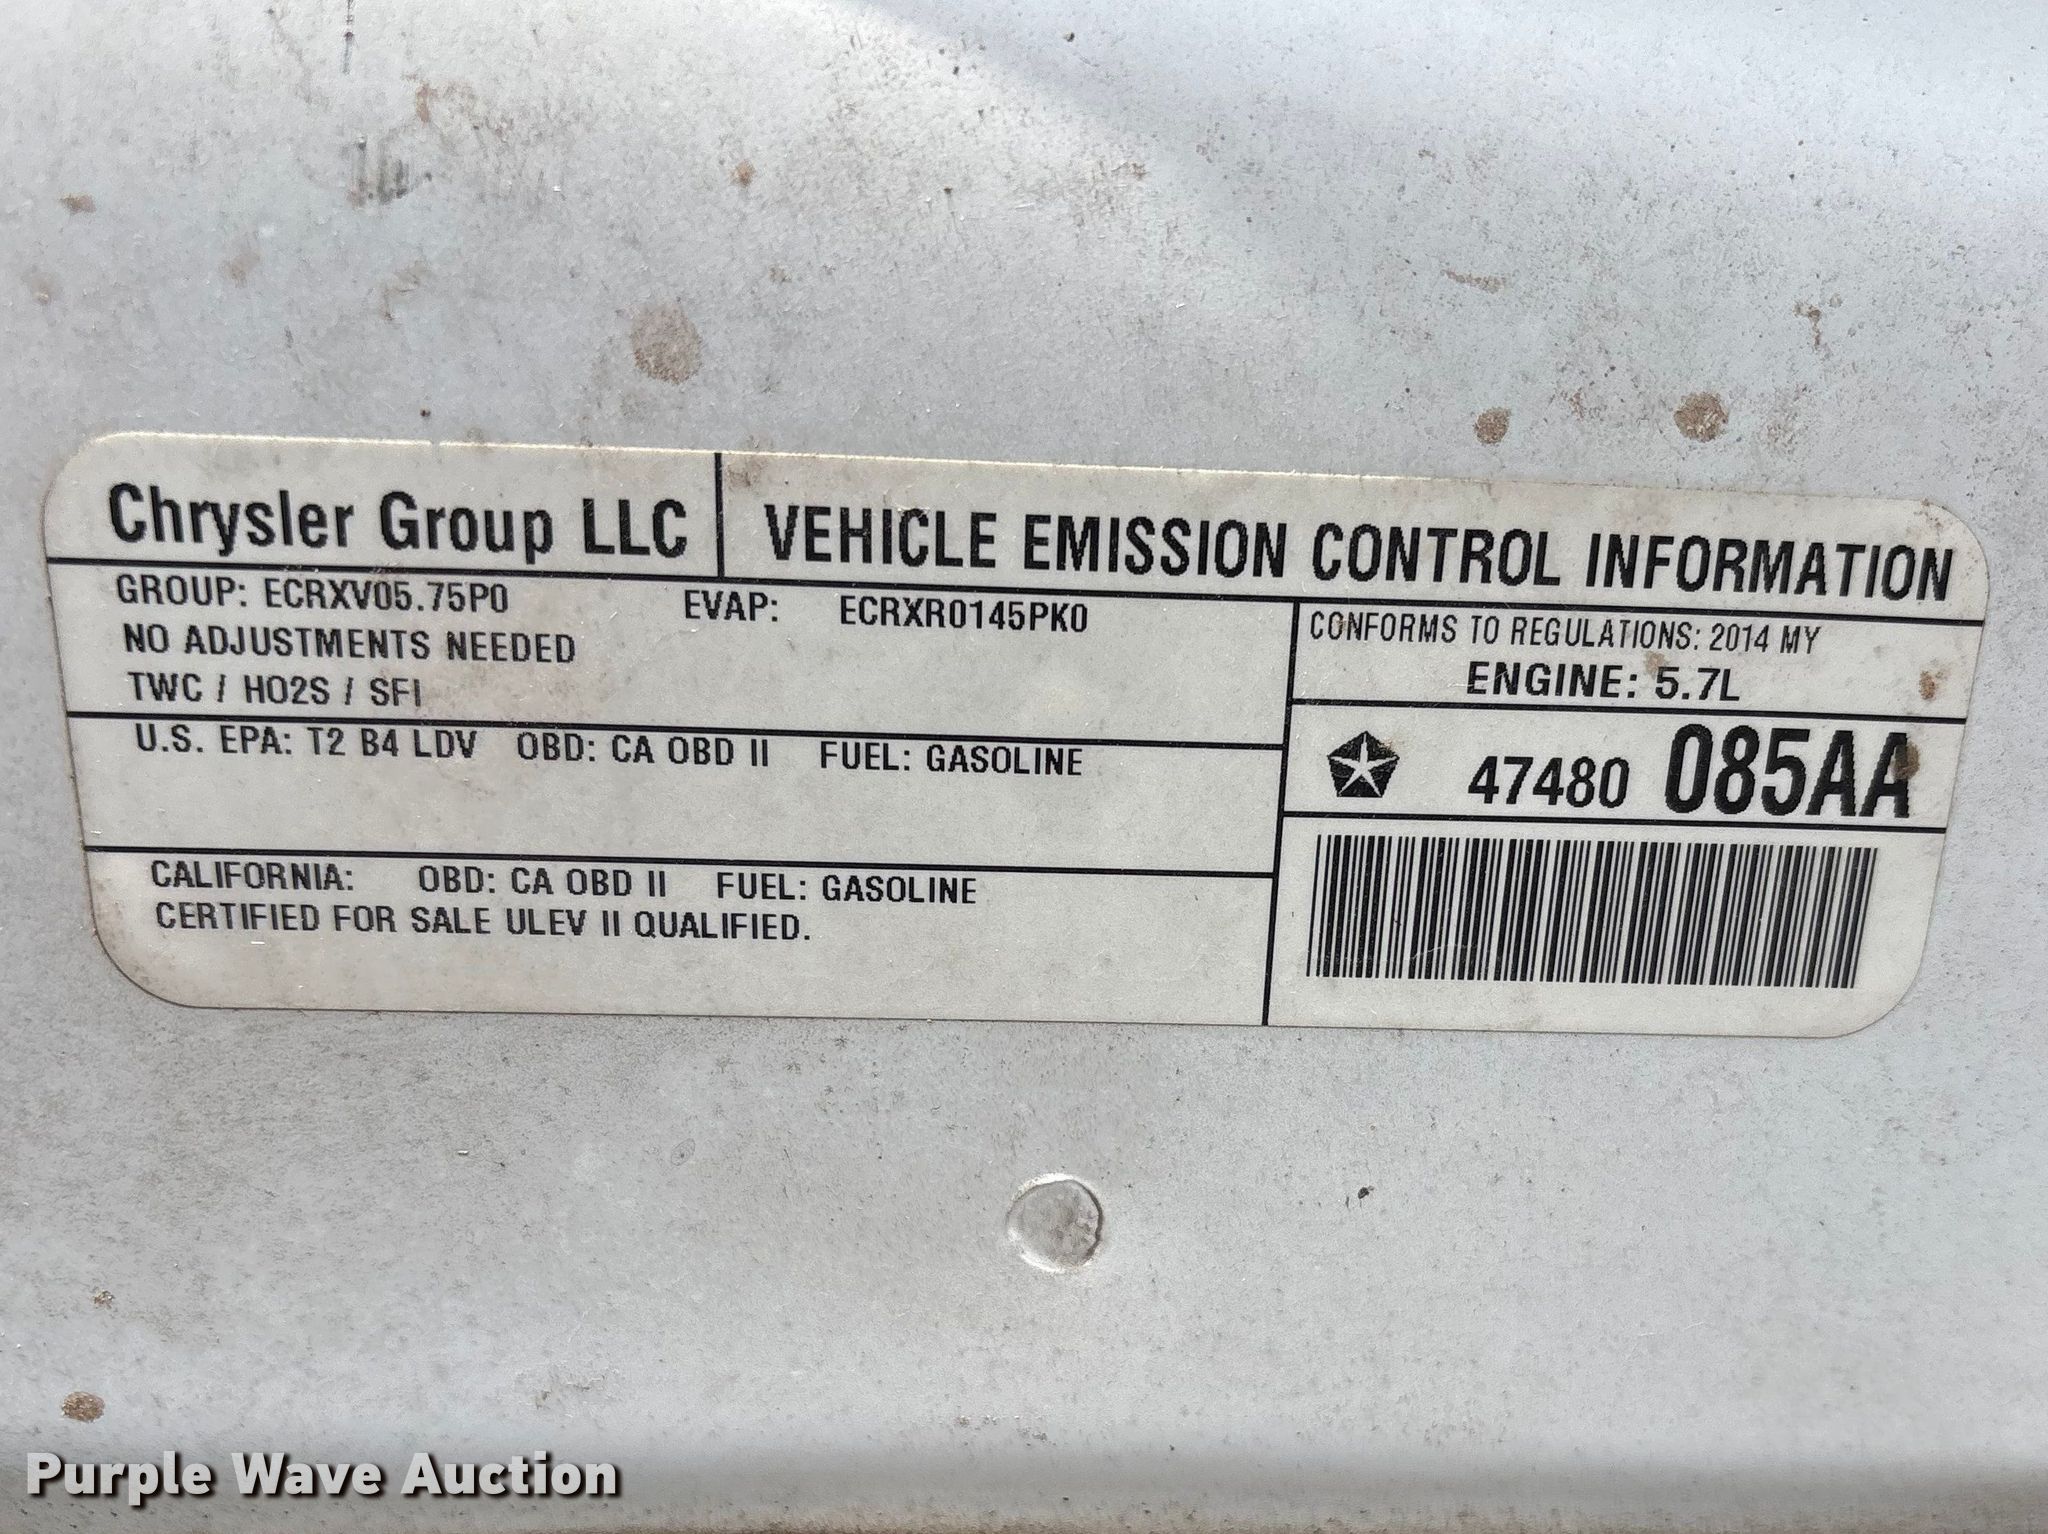 Chrysler Group LLC VEHICLE EMISSION CONTROL INFORMATION
GROUP: ECRXV05.75P0 EVAP: ECRXR0145PK0
NO ADJUSTMENTS NEEDED
TWC / HO2S / SFI
CONFORMS TO REGULATIONS: 2014 MY
ENGINE: 5.7L
U.S. EPA: T2 B4 LDV OBD: CA OBD II FUEL: GASOLINE
47480 085AA
CALIFORNIA: OBD: CA OBD II FUEL: GASOLINE
CERTIFIED FOR SALE ULEV II QUALIFIED.
Purple Wave Auction